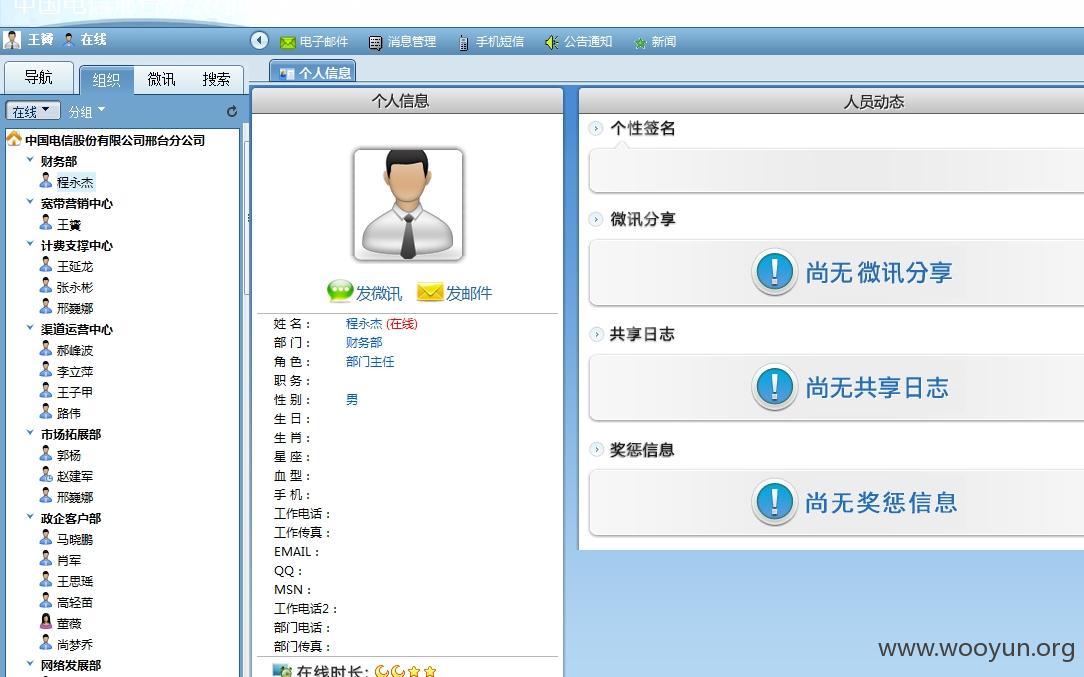 中国电信邢台分公司
王赟 在线
电子邮件 消息管理 手机短信 公告通知 新闻
导航 组织 微讯 搜索
个人信息
在线 分组
个人信息
人员动态
中国电信股份有限公司邢台分公司
财务部
程永杰
宽带营销中心
计费支撑中心
王延龙
张永彬
邢巍娜
渠道运营中心
郝峰波
李立萍
王子甲
路伟
市场拓展部
郭杨
赵建军
邢巍娜
政企客户部
马晓鹏
肖军
王思瑶
高轻苗
董薇
尚梦乔
网络发展部
发微讯 发邮件
姓 名： 程永杰 (在线)
部 门： 财务部
角 色： 部门主任
职 务：
性 别： 男
生 日：
生 肖：
星 座：
血 型：
手 机：
工作电话：
工作传真：
EMAIL：
QQ：
MSN：
工作电话2：
部门电话：
部门传真：
在线时长：
个性签名
微讯分享
尚无微讯分享
共享日志
尚无共享日志
奖惩信息
尚无奖惩信息
www.wooyun.org